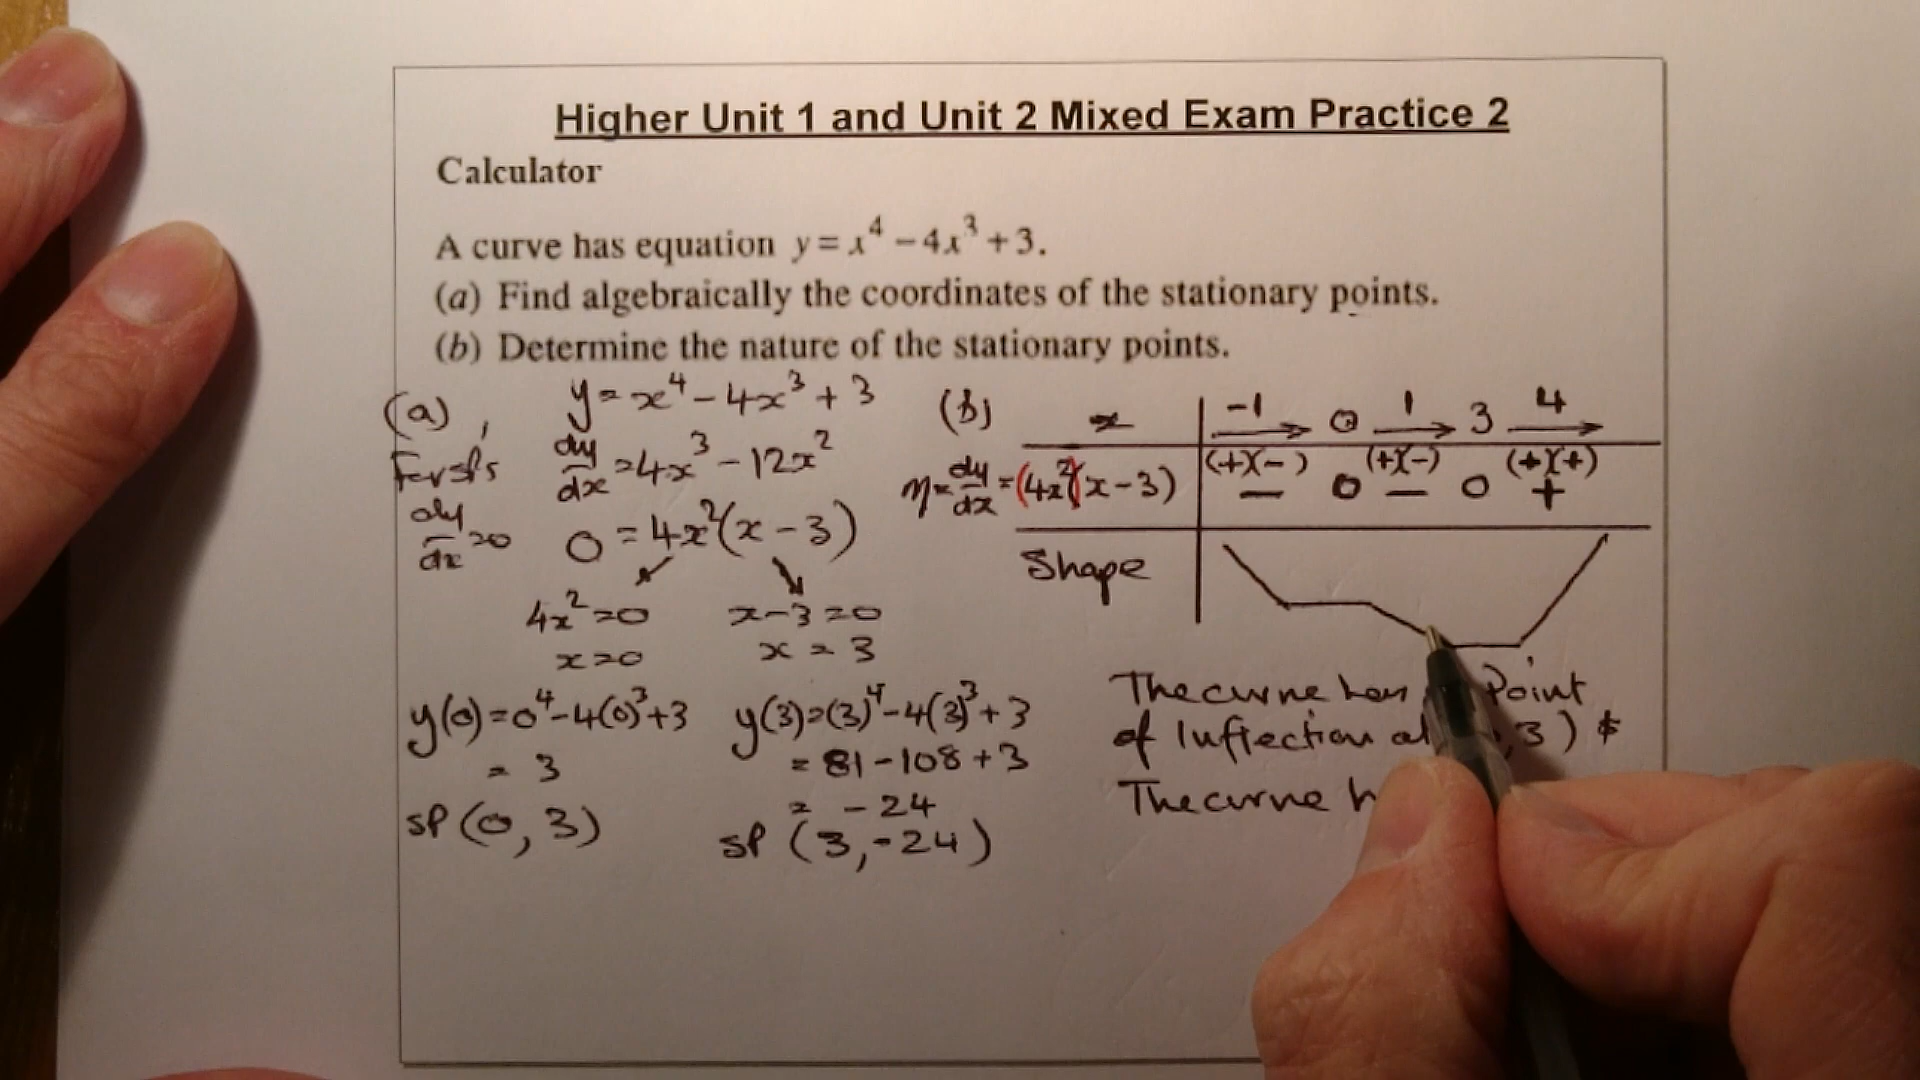 Higher Unit 1 and Unit 2 Mixed Exam Practice 2
Calculator
A curve has equation y = x⁴ − 4x³ + 3.
(a) Find algebraically the coordinates of the stationary points.
(b) Determine the nature of the stationary points.
(a) y = x⁴ − 4x³ + 3
For SPs dy/dx = 4x³ − 12x²
dy/dx = 0 0 = 4x²(x − 3)
4x² = 0 x − 3 = 0
x = 0 x = 3
y(0) = 0⁴ − 4(0)³ + 3 y(3) = (3)⁴ − 4(3)³ + 3
= 3 = 81 − 108 + 3
= − 24
SP (0, 3) SP (3, −24)
(b) x −1 → 0 1 → 3 4 →
m = dy/dx = (4x²)(x − 3) (+)(−) (+)(−) (+)(+)
− 0 − 0 +
Shape
The curve has Point
of Inflection at , 3) &
The curve h